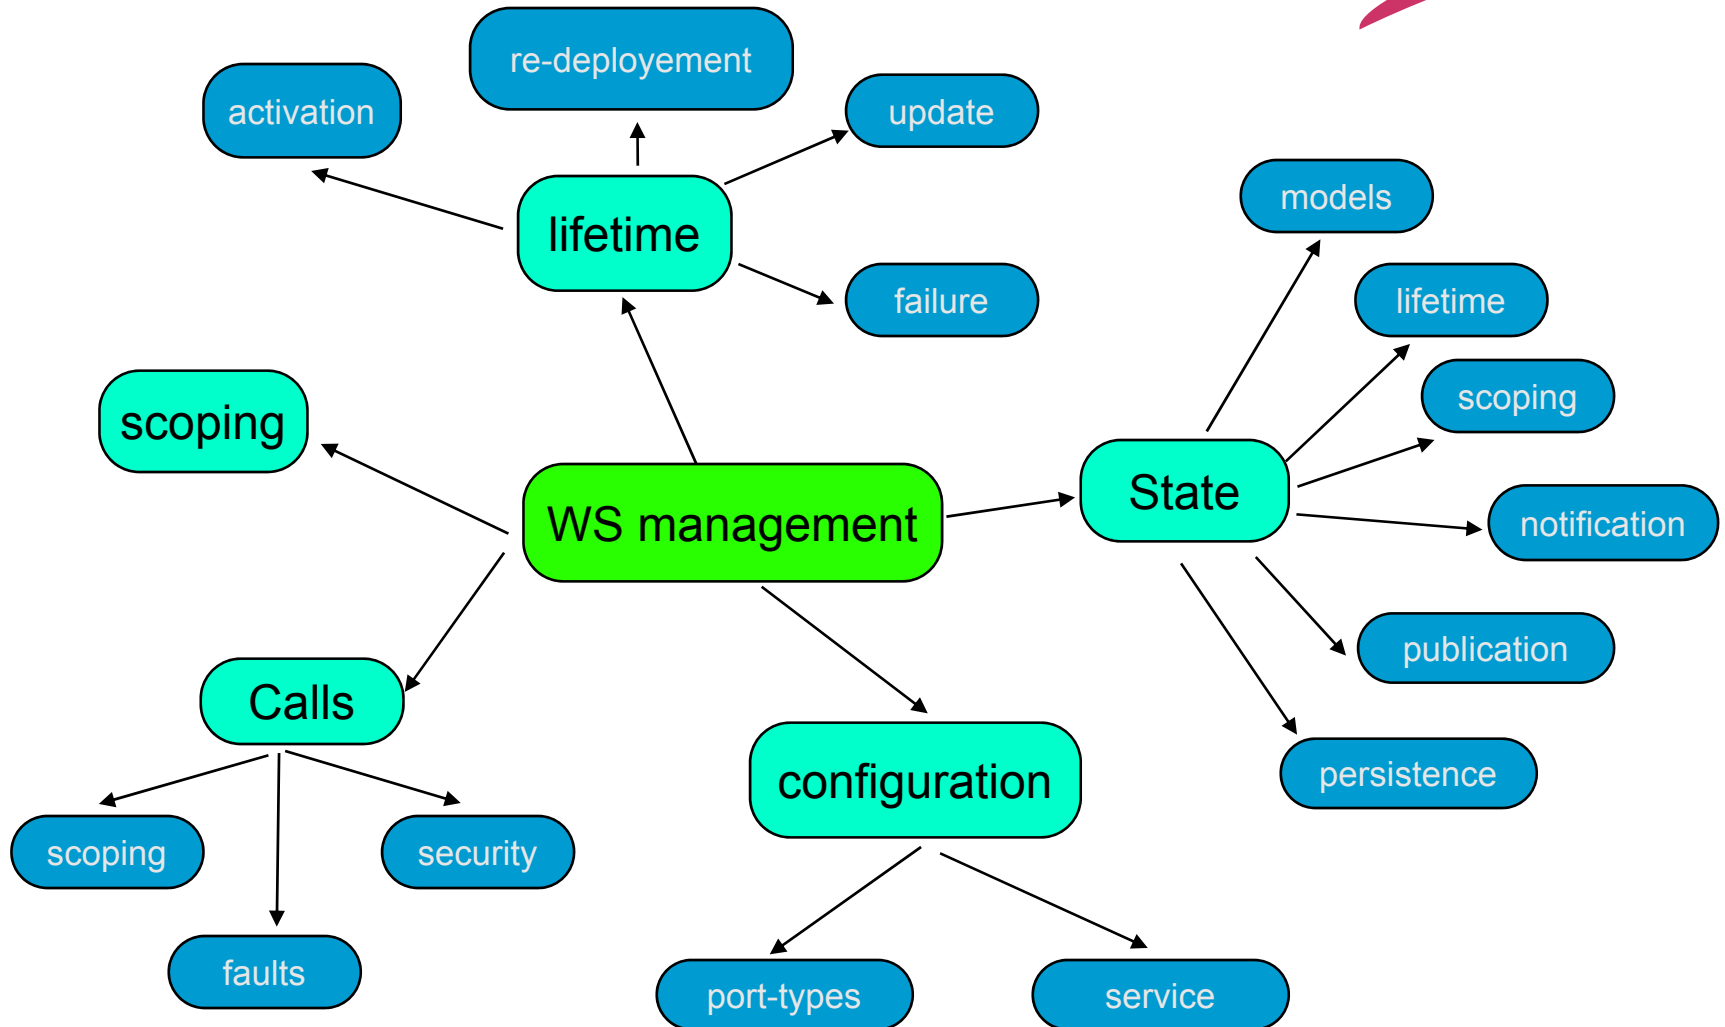 re-deployement
activation
update
models
lifetime
failure
lifetime
scoping
scoping
State
WS management
notification
publication
Calls
configuration
persistence
scoping
security
faults
port-types
service